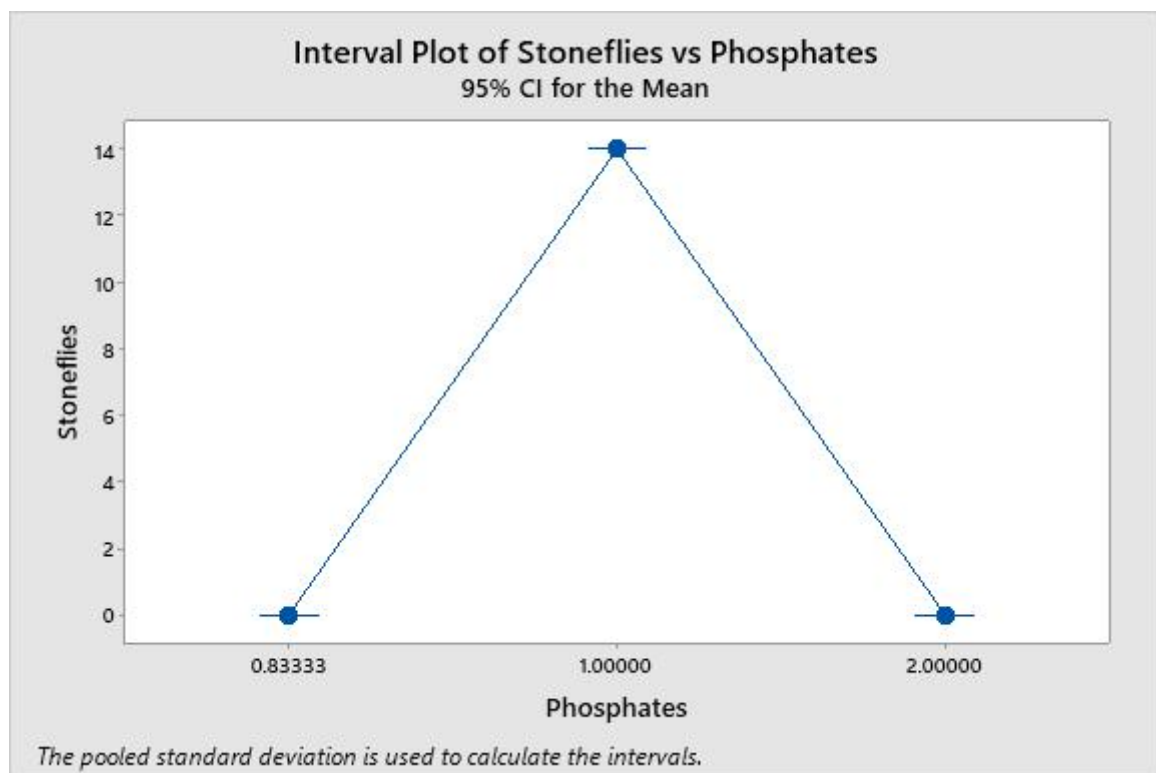 Interval Plot of Stoneflies vs Phosphates
95% CI for the Mean
14
12
10
8
6
4
2
0
Stoneflies
0.83333 1.00000 2.00000
Phosphates
The pooled standard deviation is used to calculate the intervals.